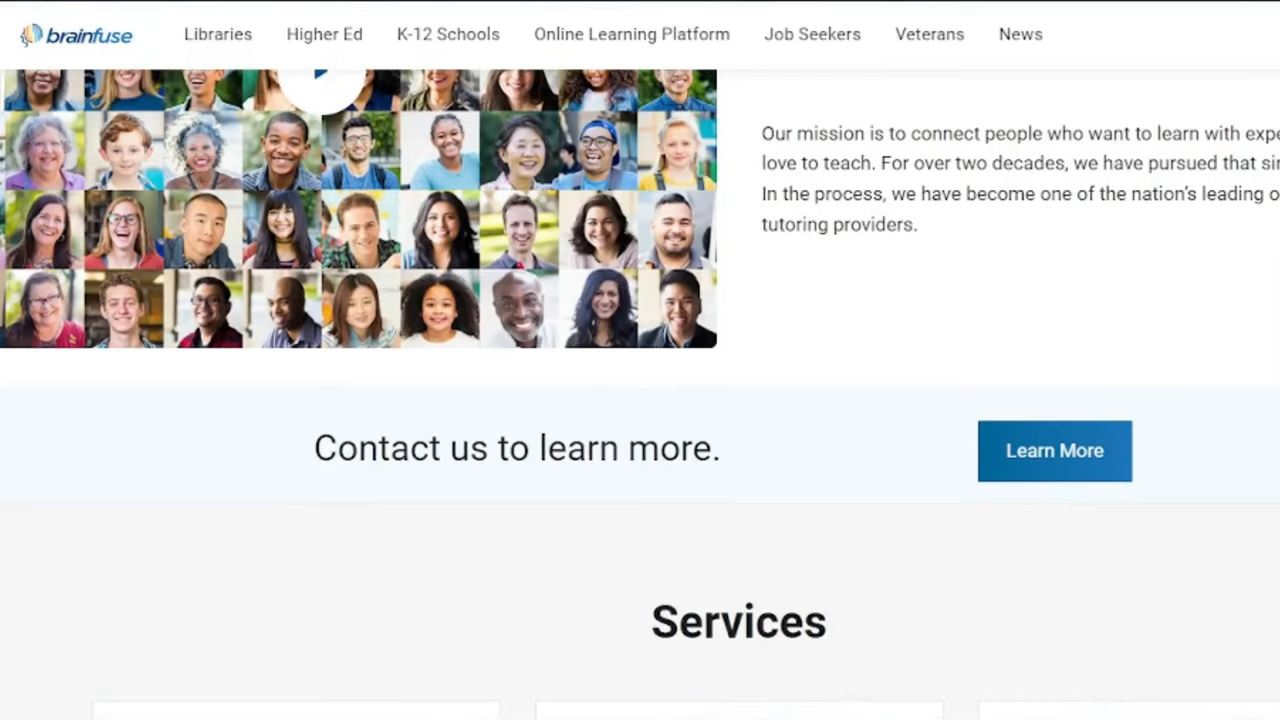 brainfuse
Libraries
Higher Ed
K-12 Schools
Online Learning Platform
Job Seekers
Veterans
News
Our mission is to connect people who want to learn with
love to teach. For over two decades, we have pursued that
In the process, we have become one of the nation's leading
tutoring providers.
Contact us to learn more.
Learn More
Services